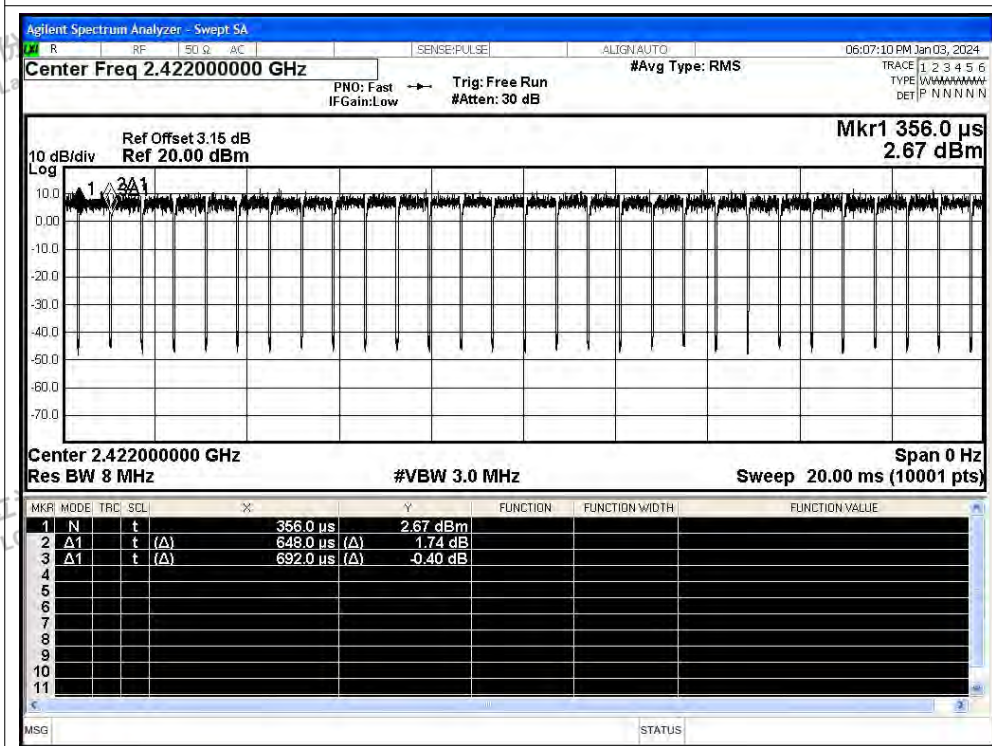 Agilent Spectrum Analyzer - Swept SA
R RF 50 Ω AC SENSE:PULSE ALIGN AUTO 06:07:10 PM Jan 03, 2024
Center Freq 2.422000000 GHz
#Avg Type: RMS
TRACE 1 2 3 4 5 6
PNO: Fast
Trig: Free Run
TYPE
IFGain:Low
#Atten: 30 dB
DET P N N N N N
Mkr1 356.0 µs
2.67 dBm
Ref Offset 3.15 dB
10 dB/div Ref 20.00 dBm
Log
10.0
0.00
-10.0
-20.0
-30.0
-40.0
-50.0
-60.0
-70.0
1
Center 2.422000000 GHz Span 0 Hz
Res BW 8 MHz #VBW 3.0 MHz Sweep 20.00 ms (10001 pts)
MKR MODE TRC SCL X Y FUNCTION FUNCTION WIDTH FUNCTION VALUE
1 N t 356.0 µs 2.67 dBm
2 Δ1 t (Δ) 648.0 µs (Δ) 1.74 dB
3 Δ1 t (Δ) 692.0 µs (Δ) -0.40 dB
4
5
6
7
8
9
10
11
MSG STATUS